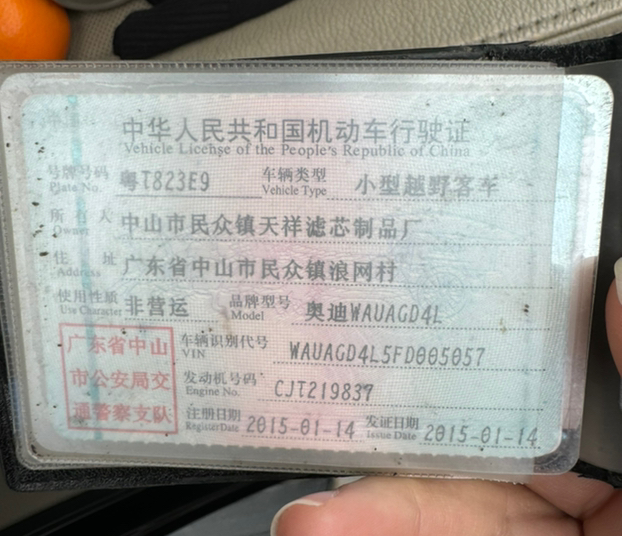 中华人民共和国机动车行驶证
Vehicle License of the People's Republic of China
号牌号码 粤T823E9 车辆类型 小型越野客车
Plate No. Vehicle Type
所有人 中山市民众镇天祥滤芯制品厂
Owner
住址 广东省中山市民众镇浪网村
Address
使用性质 非营运 品牌型号 奥迪WAUAGD4L
Use Character Model
车辆识别代号 WAUAGD4L5FD005057
VIN
发动机号码 CJT219837
Engine No.
注册日期 2015-01-14 发证日期 2015-01-14
Register Date Issue Date
广东省中山
市公安局交
通警察支队